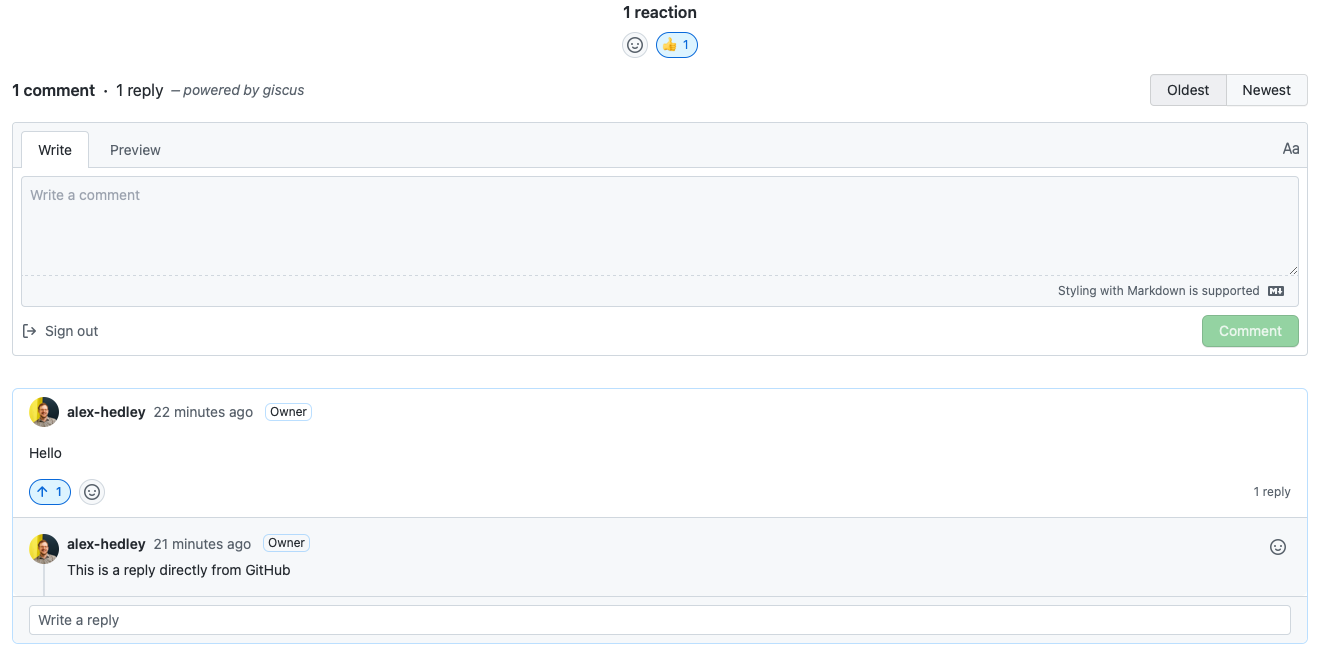 1 reaction
👍 1
1 comment · 1 reply – powered by giscus
Oldest Newest
Write Preview Aa
Write a comment
Styling with Markdown is supported
Sign out Comment
alex-hedley 22 minutes ago Owner
Hello
↑ 1 1 reply
alex-hedley 21 minutes ago Owner
This is a reply directly from GitHub
Write a reply